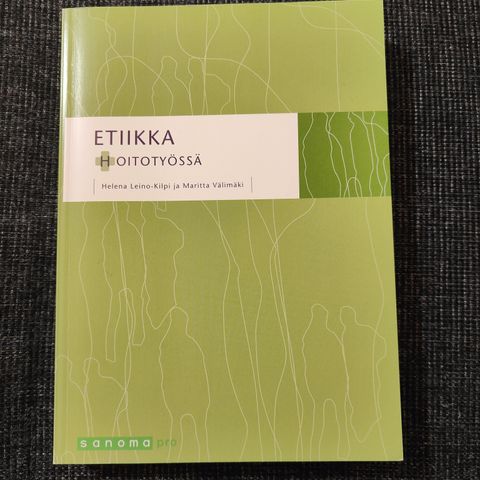 ETIIKKA
HOITOTYÖSSÄ
Helena Leino-Kilpi ja Maritta Välimäki
sanoma pro